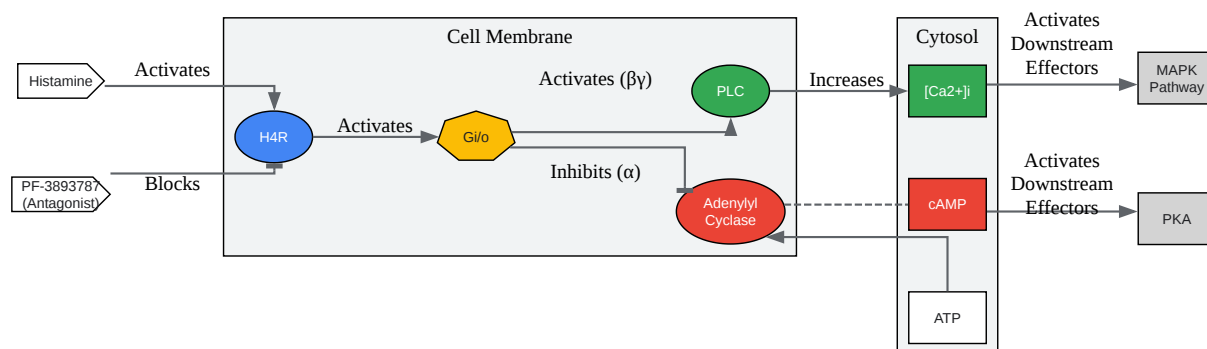 Cell Membrane
Cytosol
Activates
Downstream
Effectors
Histamine
Activates
Activates (βγ)
PLC
Increases
[Ca2+]i
MAPK
Pathway
H4R
Activates
Gi/o
PF-3893787
(Antagonist)
Blocks
Inhibits (α)
Adenylyl
Cyclase
cAMP
Activates
Downstream
Effectors
PKA
ATP